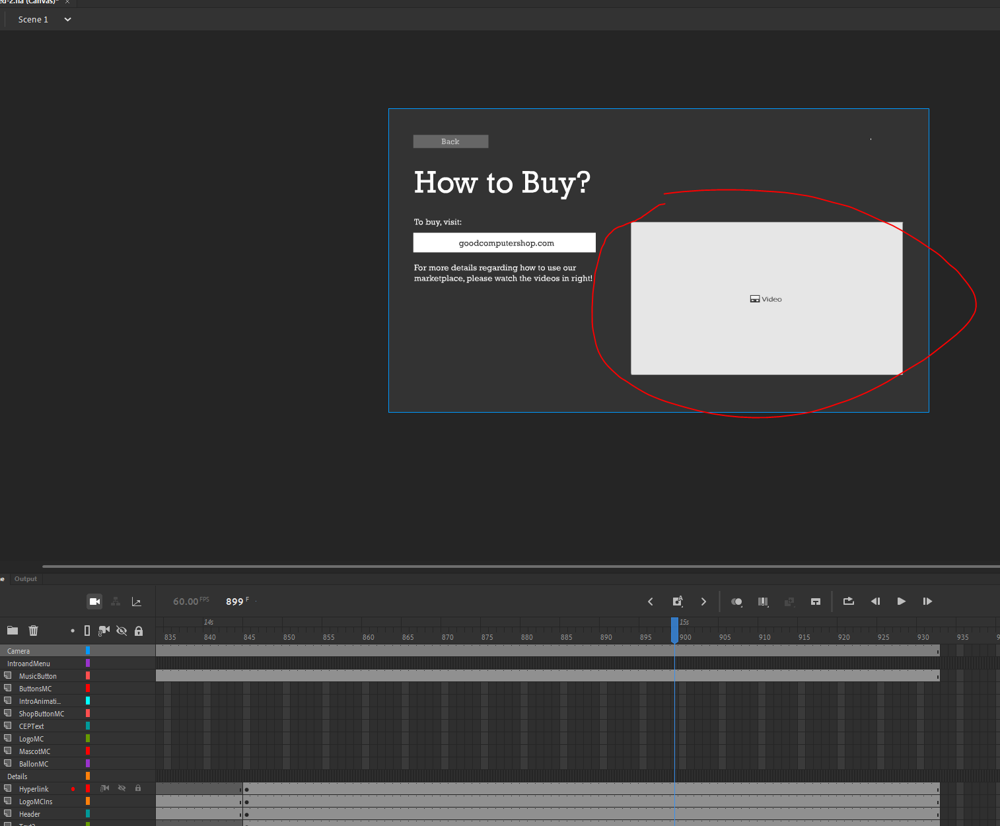 ed-2.fla (Canvas)* ×
Scene 1
Back
How to Buy?
To buy, visit:
goodcomputershop.com
For more details regarding how to use our
marketplace, please watch the videos in right!
Video
Output
60.00 FPS 899 F
14s 15s
835 840 845 850 855 860 865 870 875 880 885 890 895 900 905 910 915 920 925 930 935
Camera
IntroandMenu
MusicButton
ButtonsMC
IntroAnimati...
ShopButtonMC
CEPText
LogoMC
MascotMC
BallonMC
Details
Hyperlink
LogoMCIns
Header